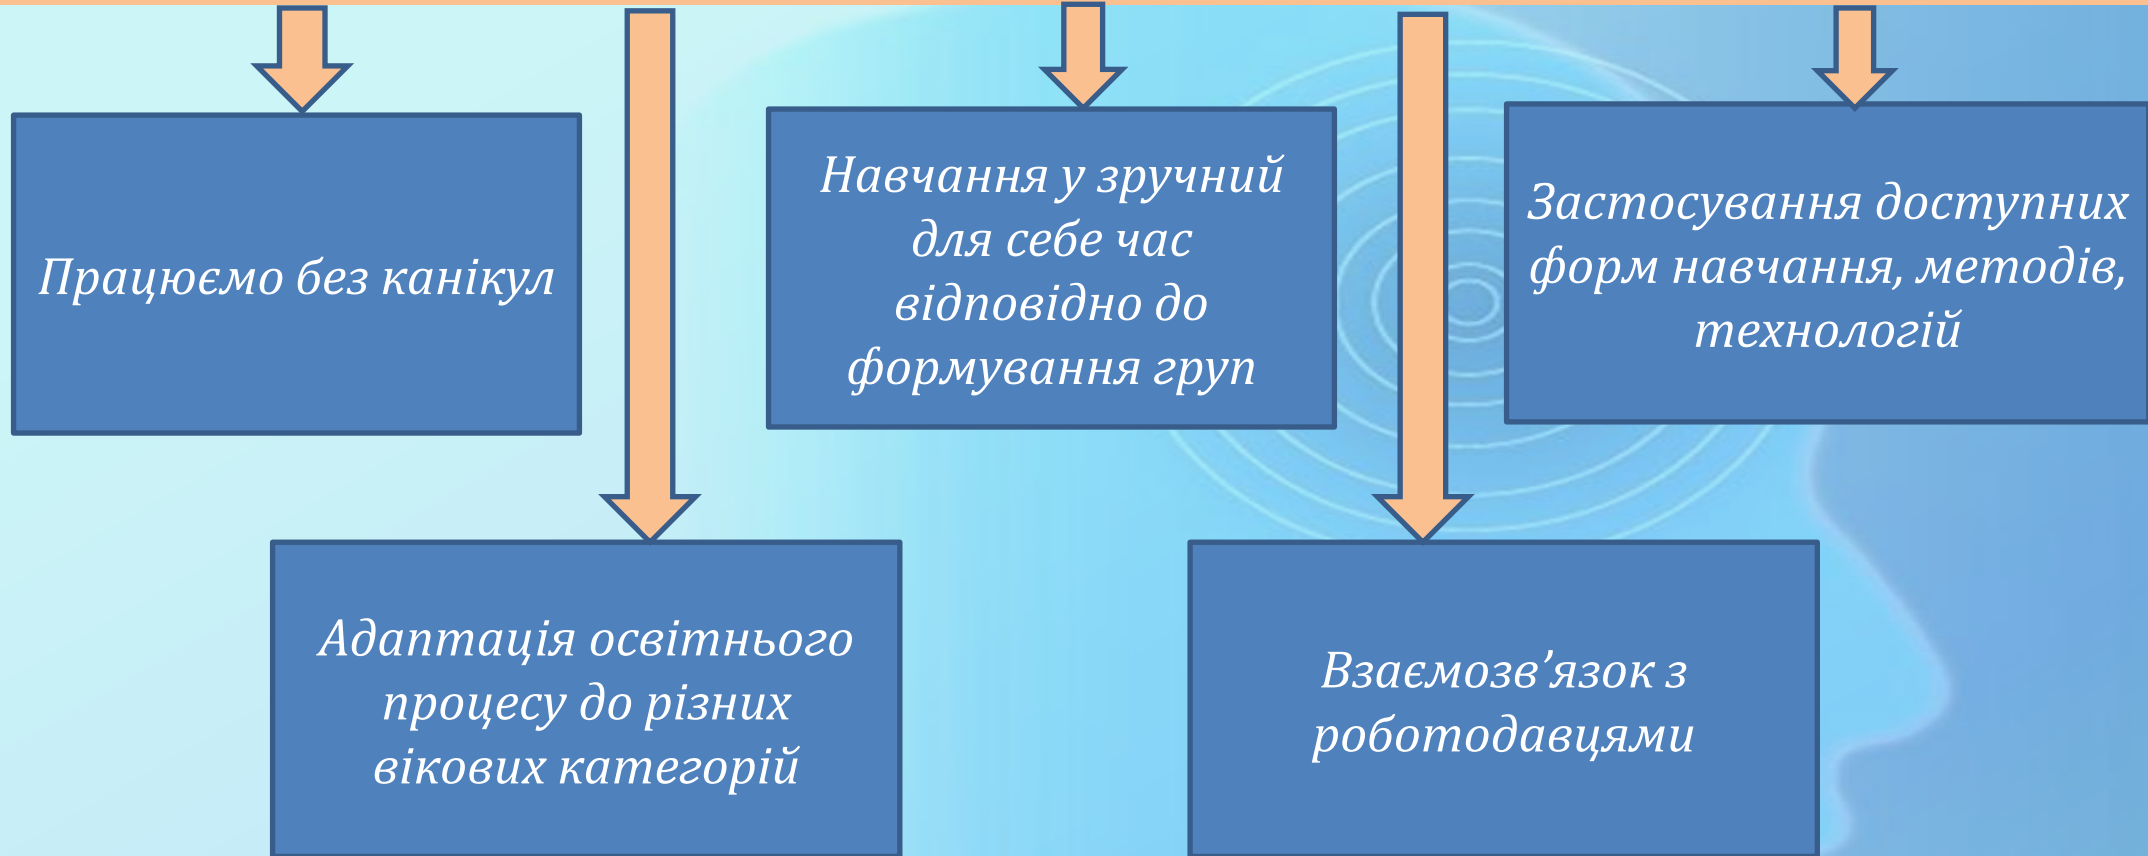 Працюємо без канікул
Навчання у зручний
для себе час
відповідно до
формування груп
Застосування доступних
форм навчання, методів,
технологій
Адаптація освітнього
процесу до різних
вікових категорій
Взаємозв’язок з
роботодавцями